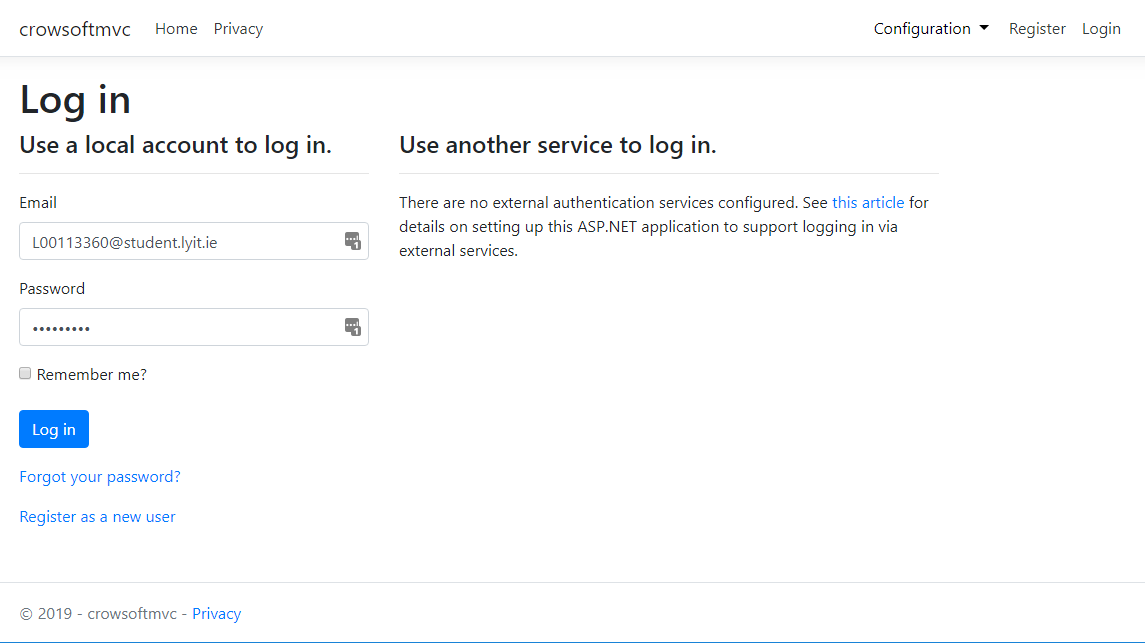 crowsoftmvc Home Privacy Configuration Register Login
Log in
Use a local account to log in.
Email
L00113360@student.lyit.ie
Password
•••••••••
Remember me?
Log in
Forgot your password?
Register as a new user
Use another service to log in.
There are no external authentication services configured. See this article for
details on setting up this ASP.NET application to support logging in via
external services.
© 2019 - crowsoftmvc - Privacy